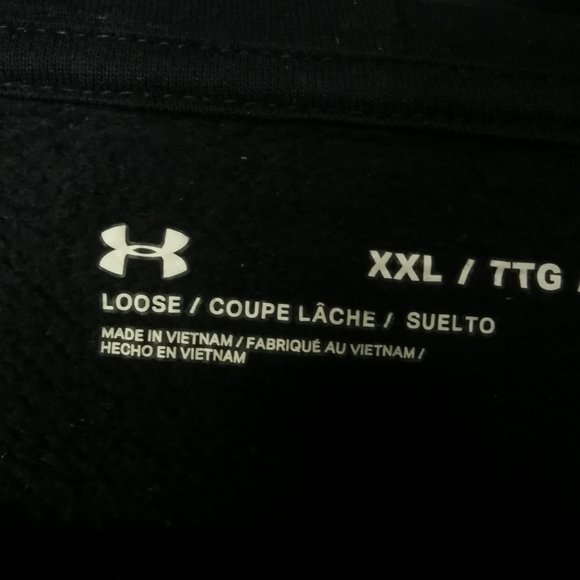 XXL / TTG /
LOOSE / COUPE LÂCHE / SUELTO
MADE IN VIETNAM / FABRIQUÉ AU VIETNAM /
HECHO EN VIETNAM